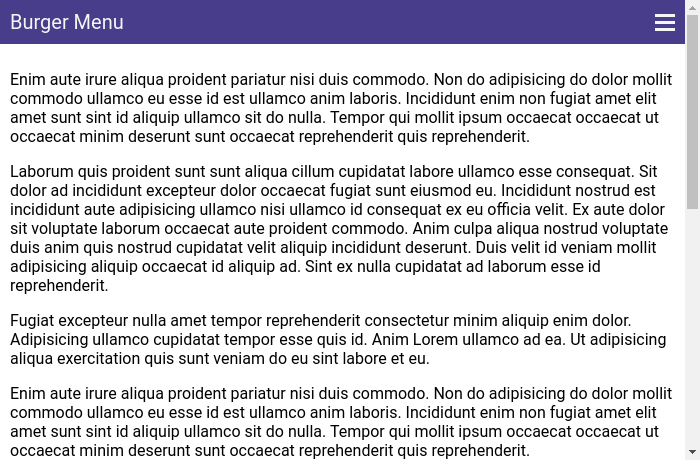 Burger Menu
Enim aute irure aliqua proident pariatur nisi duis commodo. Non do adipisicing do dolor mollit
commodo ullamco eu esse id est ullamco anim laboris. Incididunt enim non fugiat amet elit
amet sunt sint id aliquip ullamco sit do nulla. Tempor qui mollit ipsum occaecat occaecat ut
occaecat minim deserunt sunt occaecat reprehenderit quis reprehenderit.
Laborum quis proident sunt sunt aliqua cillum cupidatat labore ullamco esse consequat. Sit
dolor ad incididunt excepteur dolor occaecat fugiat sunt eiusmod eu. Incididunt nostrud est
incididunt aute adipisicing ullamco nisi ullamco id consequat ex eu officia velit. Ex aute dolor
sit voluptate laborum occaecat aute proident commodo. Anim culpa aliqua nostrud voluptate
duis anim quis nostrud cupidatat velit aliquip incididunt deserunt. Duis velit id veniam mollit
adipisicing aliquip occaecat id aliquip ad. Sint ex nulla cupidatat ad laborum esse id
reprehenderit.
Fugiat excepteur nulla amet tempor reprehenderit consectetur minim aliquip enim dolor.
Adipisicing ullamco cupidatat tempor esse quis id. Anim Lorem ullamco ad ea. Ut adipisicing
aliqua exercitation quis sunt veniam do eu sint labore et eu.
Enim aute irure aliqua proident pariatur nisi duis commodo. Non do adipisicing do dolor mollit
commodo ullamco eu esse id est ullamco anim laboris. Incididunt enim non fugiat amet elit
amet sunt sint id aliquip ullamco sit do nulla. Tempor qui mollit ipsum occaecat occaecat ut
occaecat minim deserunt sunt occaecat reprehenderit quis reprehenderit.